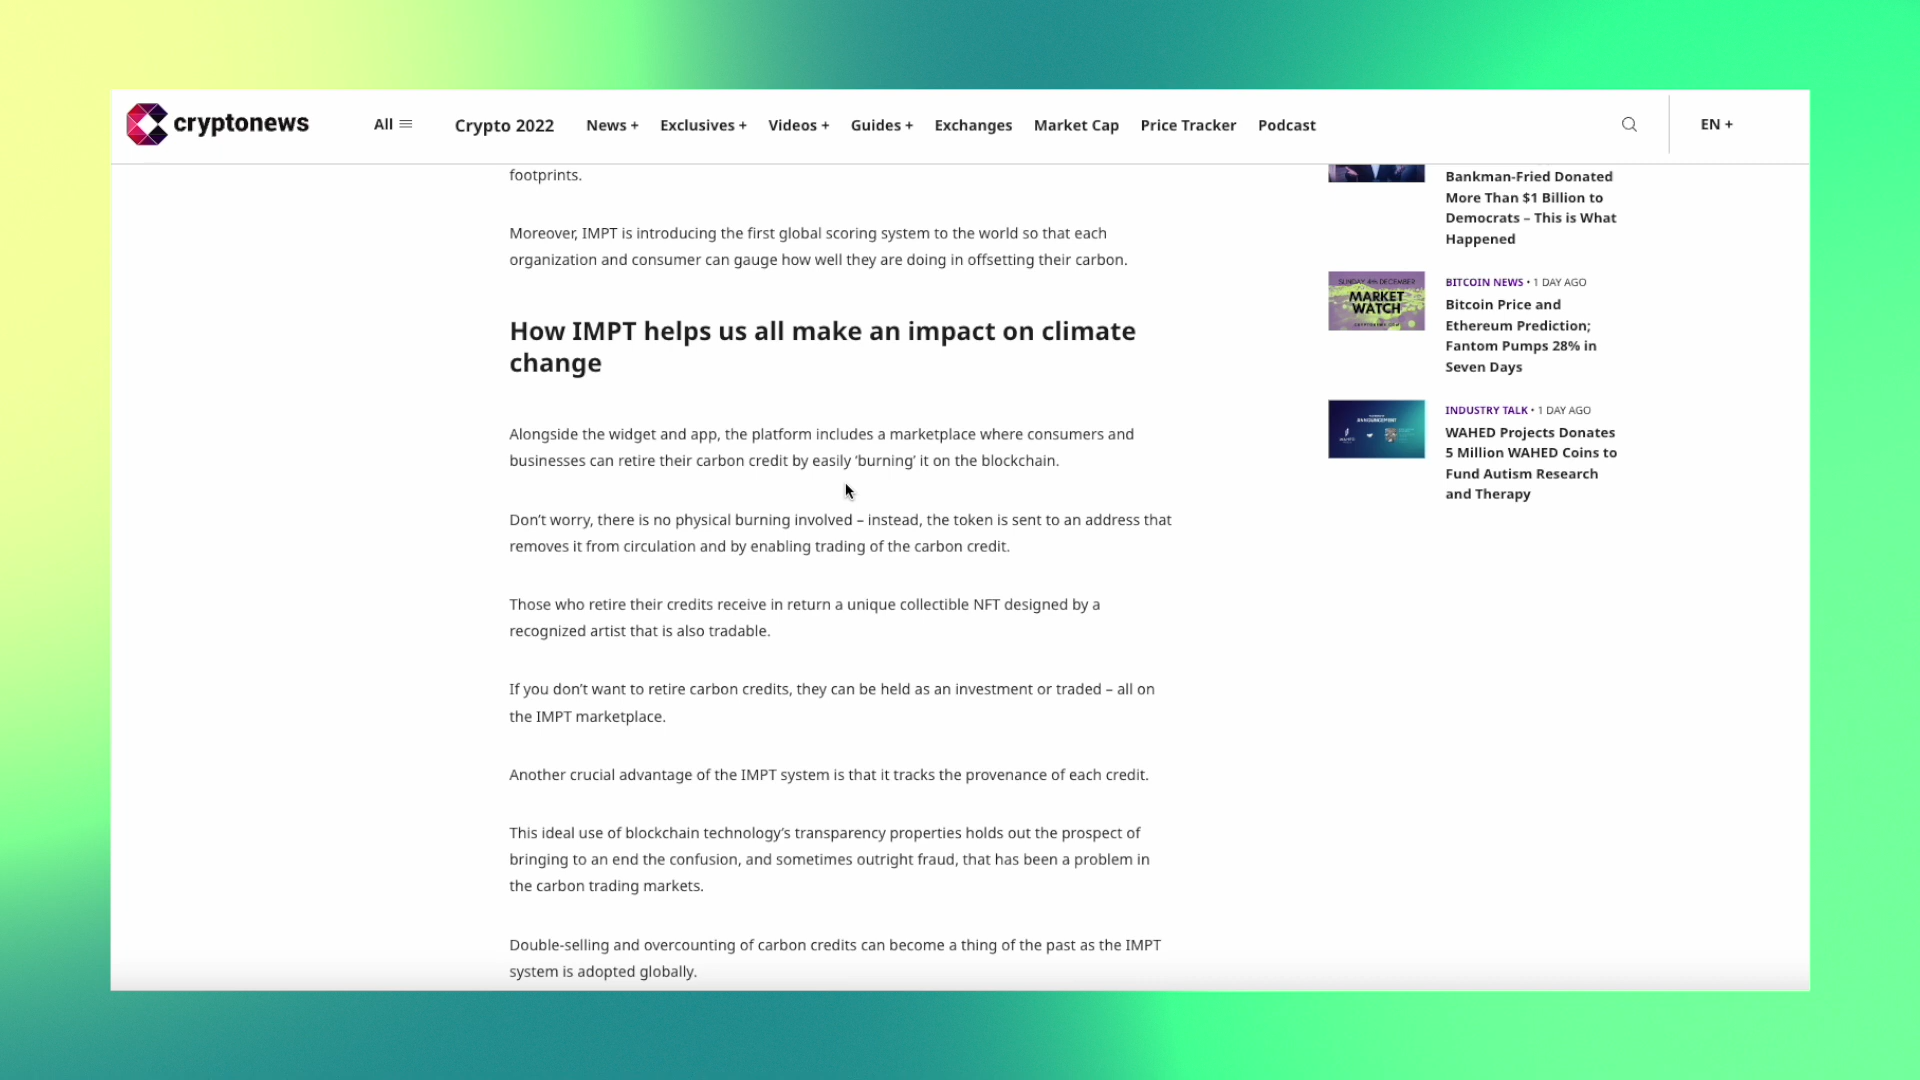 cryptonews
All
Crypto 2022
News +
Exclusives +
Videos +
Guides +
Exchanges
Market Cap
Price Tracker
Podcast
EN +
footprints.
Moreover, IMPT is introducing the first global scoring system to the world so that each
organization and consumer can gauge how well they are doing in offsetting their carbon.
How IMPT helps us all make an impact on climate
change
Alongside the widget and app, the platform includes a marketplace where consumers and
businesses can retire their carbon credit by easily ‘burning’ it on the blockchain.
Don’t worry, there is no physical burning involved – instead, the token is sent to an address that
removes it from circulation and by enabling trading of the carbon credit.
Those who retire their credits receive in return a unique collectible NFT designed by a
recognized artist that is also tradable.
If you don’t want to retire carbon credits, they can be held as an investment or traded – all on
the IMPT marketplace.
Another crucial advantage of the IMPT system is that it tracks the provenance of each credit.
This ideal use of blockchain technology’s transparency properties holds out the prospect of
bringing to an end the confusion, and sometimes outright fraud, that has been a problem in
the carbon trading markets.
Double-selling and overcounting of carbon credits can become a thing of the past as the IMPT
system is adopted globally.
Bankman-Fried Donated
More Than $1 Billion to
Democrats – This is What
Happened
SUNDAY 4th DECEMBER
MARKET
WATCH
BITCOIN NEWS • 1 DAY AGO
Bitcoin Price and
Ethereum Prediction;
Fantom Pumps 28% in
Seven Days
INDUSTRY TALK • 1 DAY AGO
WAHED Projects Donates
5 Million WAHED Coins to
Fund Autism Research
and Therapy